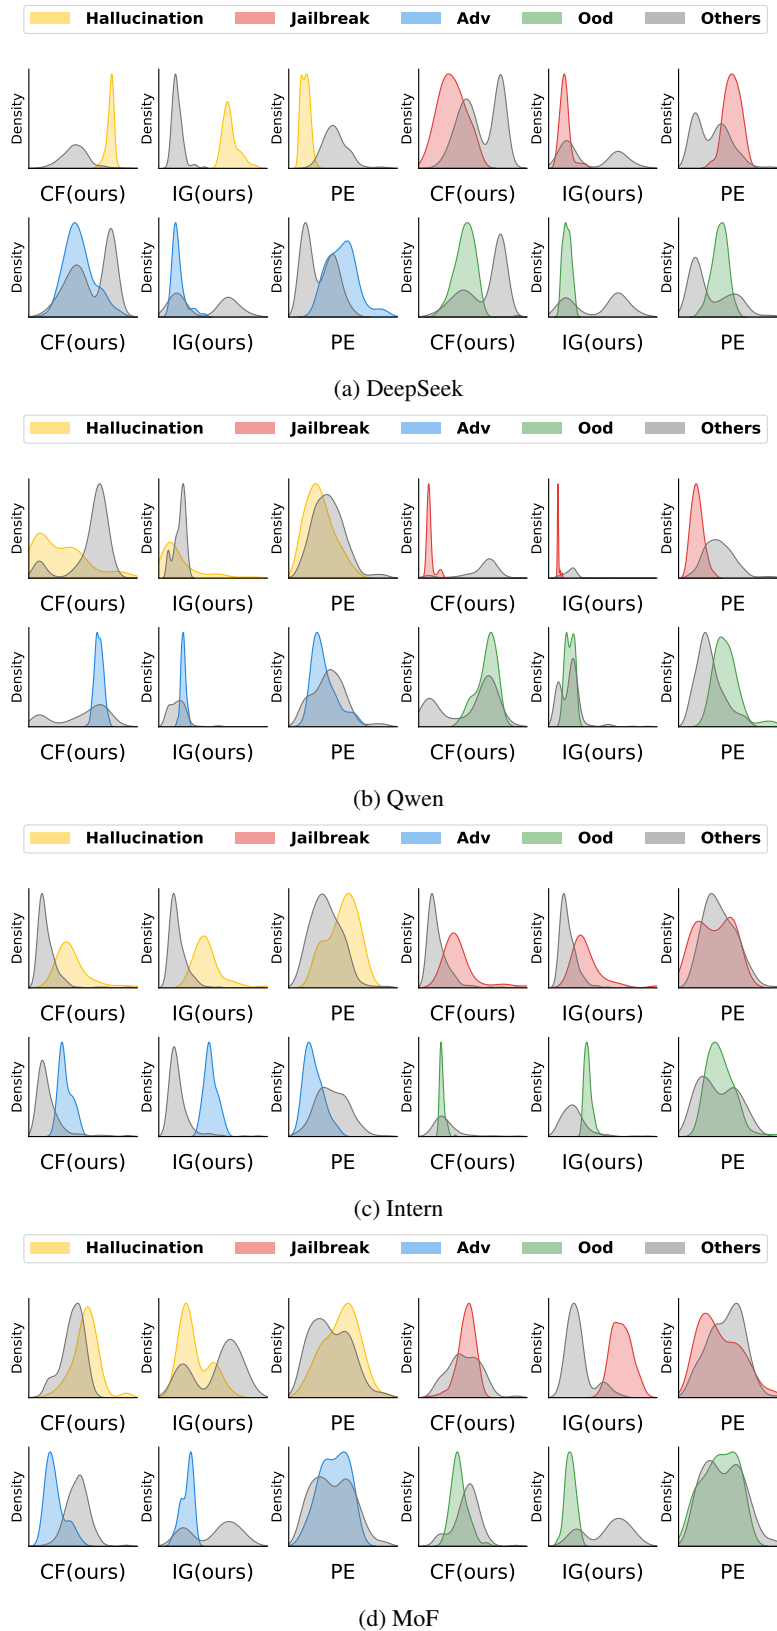 Hallucination Jailbreak Adv Ood Others
Density Density Density Density Density Density
CF(ours) IG(ours) PE CF(ours) IG(ours) PE
Density Density Density Density Density Density
CF(ours) IG(ours) PE CF(ours) IG(ours) PE
(a) DeepSeek
Hallucination Jailbreak Adv Ood Others
Density Density Density Density Density Density
CF(ours) IG(ours) PE CF(ours) IG(ours) PE
Density Density Density Density Density Density
CF(ours) IG(ours) PE CF(ours) IG(ours) PE
(b) Qwen
Hallucination Jailbreak Adv Ood Others
Density Density Density Density Density Density
CF(ours) IG(ours) PE CF(ours) IG(ours) PE
Density Density Density Density Density Density
CF(ours) IG(ours) PE CF(ours) IG(ours) PE
(c) Intern
Hallucination Jailbreak Adv Ood Others
Density Density Density Density Density Density
CF(ours) IG(ours) PE CF(ours) IG(ours) PE
Density Density Density Density Density Density
CF(ours) IG(ours) PE CF(ours) IG(ours) PE
(d) MoF